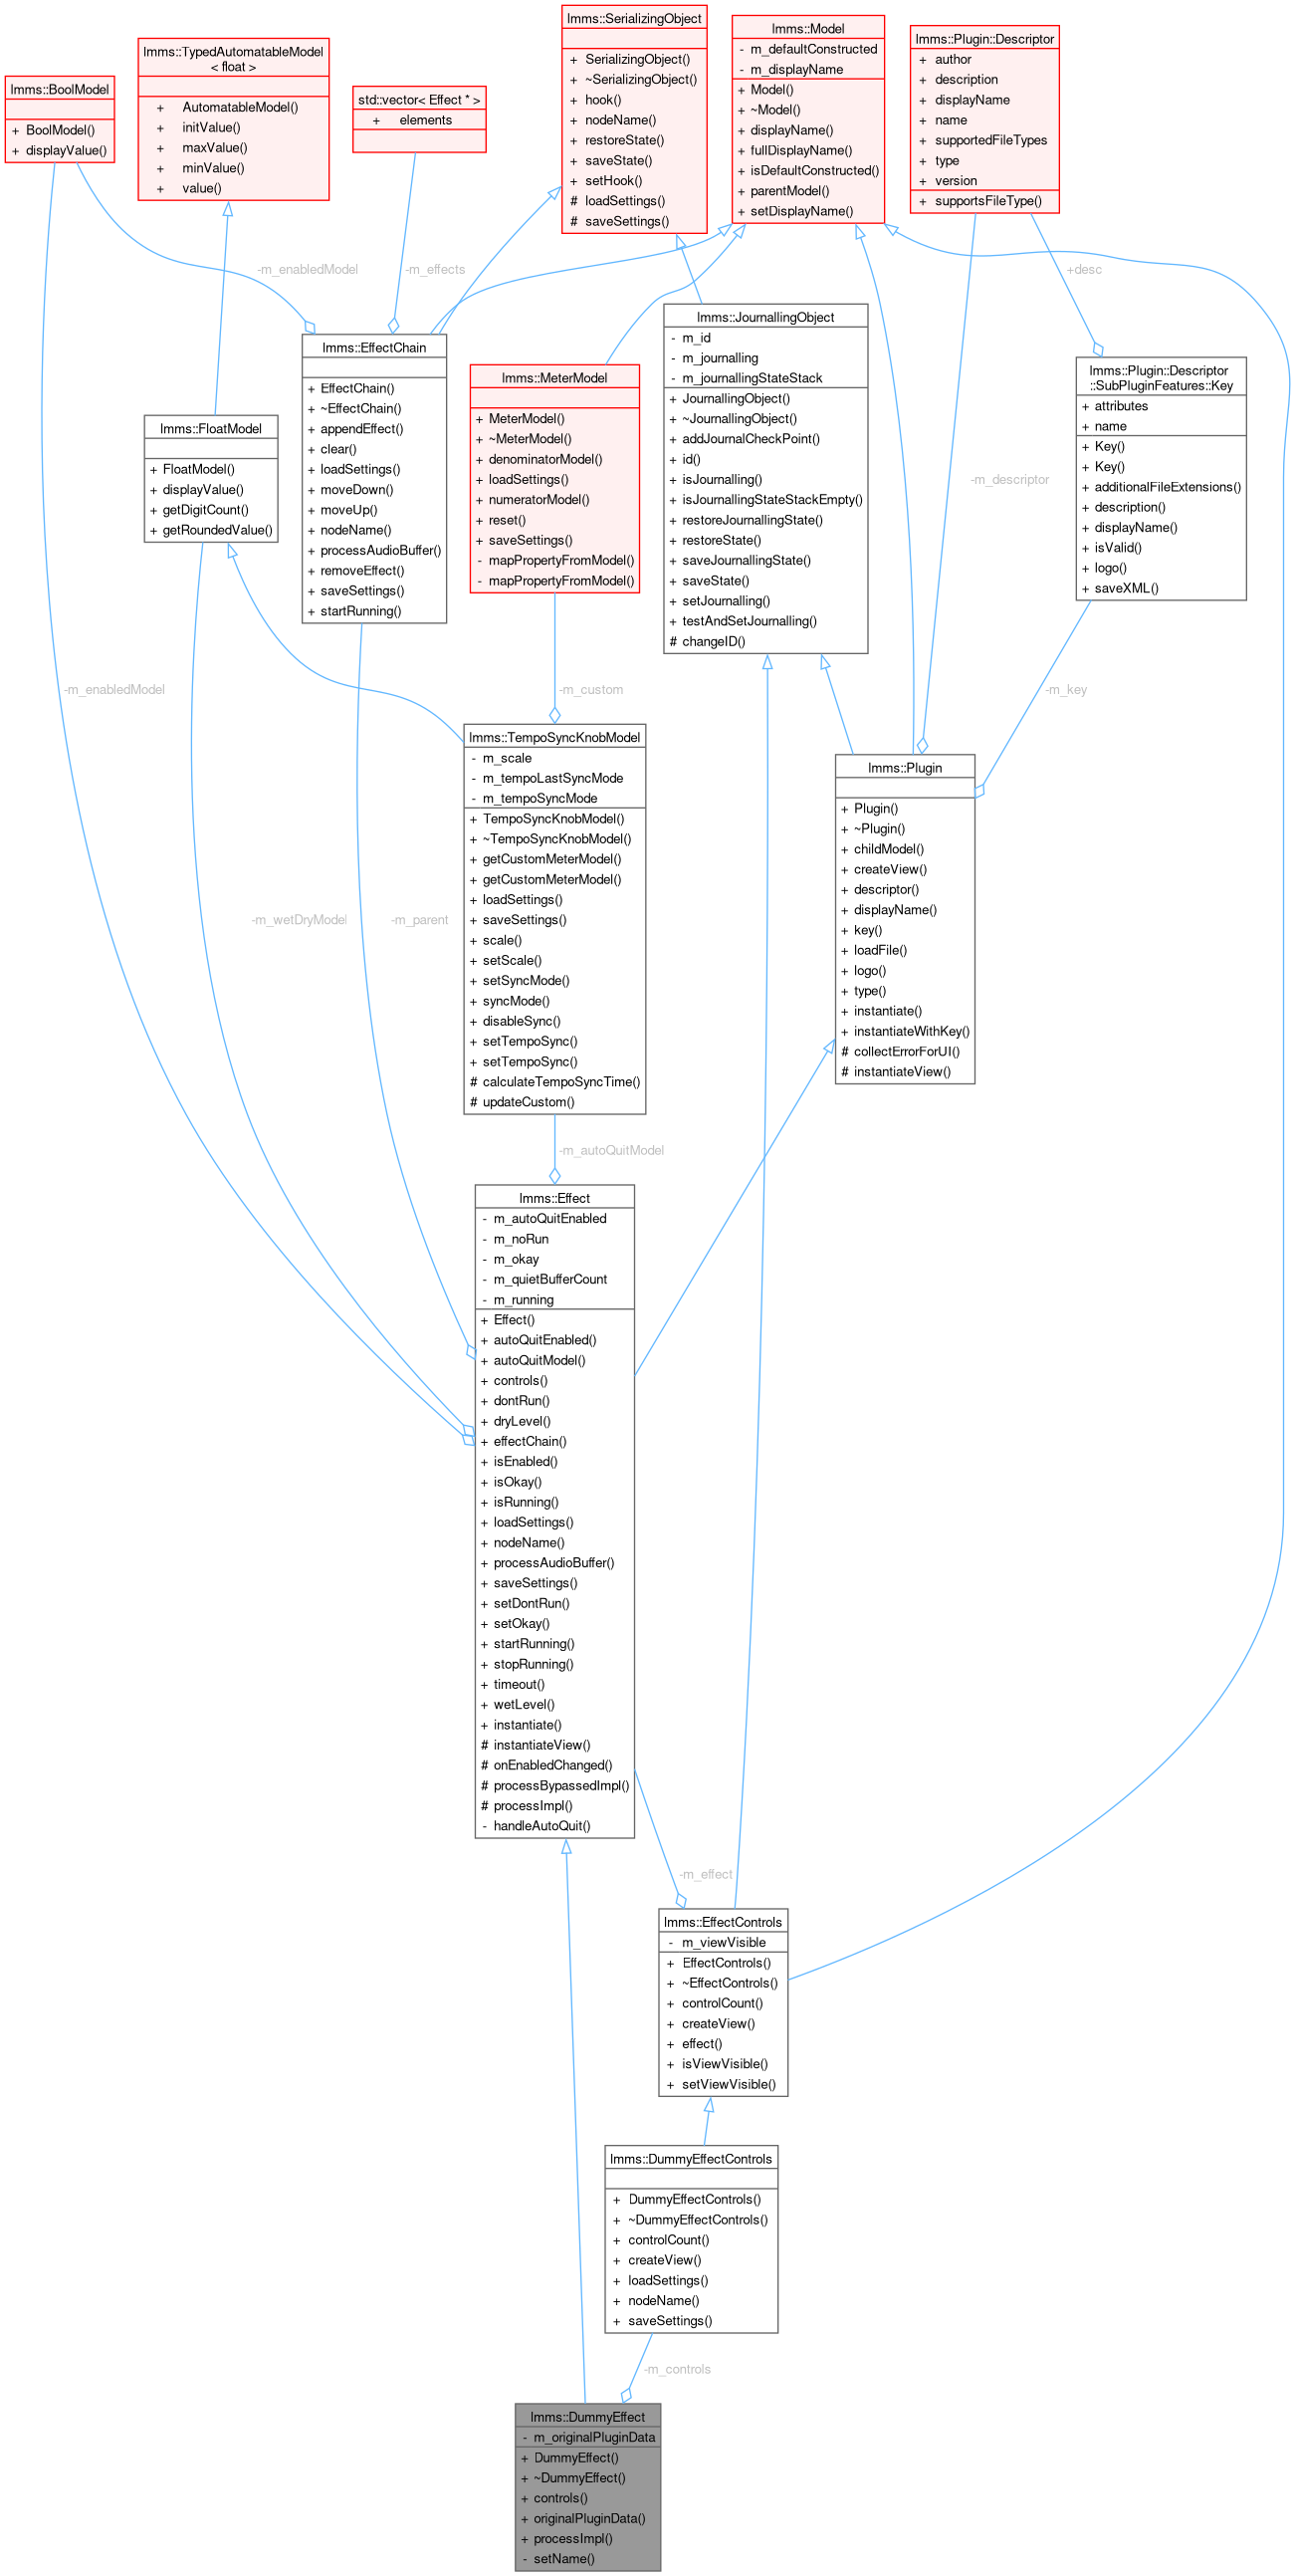 lmms::BoolModel
+ BoolModel()
+ displayValue()
lmms::TypedAutomatableModel
< float >
+ AutomatableModel()
+ initValue()
+ maxValue()
+ minValue()
+ value()
std::vector< Effect * >
+ elements
lmms::SerializingObject
+ SerializingObject()
+ ~SerializingObject()
+ hook()
+ nodeName()
+ restoreState()
+ saveState()
+ setHook()
# loadSettings()
# saveSettings()
lmms::Model
- m_defaultConstructed
- m_displayName
+ Model()
+ ~Model()
+ displayName()
+ fullDisplayName()
+ isDefaultConstructed()
+ parentModel()
+ setDisplayName()
lmms::Plugin::Descriptor
+ author
+ description
+ displayName
+ name
+ supportedFileTypes
+ type
+ version
+ supportsFileType()
-m_enabledModel
-m_effects
+desc
lmms::FloatModel
+ FloatModel()
+ displayValue()
+ getDigitCount()
+ getRoundedValue()
lmms::EffectChain
+ EffectChain()
+ ~EffectChain()
+ appendEffect()
+ clear()
+ loadSettings()
+ moveDown()
+ moveUp()
+ nodeName()
+ processAudioBuffer()
+ removeEffect()
+ saveSettings()
+ startRunning()
lmms::MeterModel
+ MeterModel()
+ ~MeterModel()
+ denominatorModel()
+ loadSettings()
+ numeratorModel()
+ reset()
+ saveSettings()
- mapPropertyFromModel()
- mapPropertyFromModel()
lmms::JournallingObject
- m_id
- m_journalling
- m_journallingStateStack
+ JournallingObject()
+ ~JournallingObject()
+ addJournalCheckPoint()
+ id()
+ isJournalling()
+ isJournallingStateStackEmpty()
+ restoreJournallingState()
+ restoreState()
+ saveJournallingState()
+ saveState()
+ setJournalling()
+ testAndSetJournalling()
# changeID()
-m_descriptor
lmms::Plugin::Descriptor
::SubPluginFeatures::Key
+ attributes
+ name
+ Key()
+ Key()
+ additionalFileExtensions()
+ description()
+ displayName()
+ isValid()
+ logo()
+ saveXML()
-m_enabledModel
-m_custom
-m_key
lmms::TempoSyncKnobModel
- m_scale
- m_tempoLastSyncMode
- m_tempoSyncMode
+ TempoSyncKnobModel()
+ ~TempoSyncKnobModel()
+ getCustomMeterModel()
+ getCustomMeterModel()
+ loadSettings()
+ saveSettings()
+ scale()
+ setScale()
+ setSyncMode()
+ syncMode()
+ disableSync()
+ setTempoSync()
+ setTempoSync()
# calculateTempoSyncTime()
# updateCustom()
lmms::Plugin
+ Plugin()
+ ~Plugin()
+ childModel()
+ createView()
+ descriptor()
+ displayName()
+ key()
+ loadFile()
+ logo()
+ type()
+ instantiate()
+ instantiateWithKey()
# collectErrorForUI()
# instantiateView()
-m_wetDryModel
-m_parent
-m_autoQuitModel
lmms::Effect
- m_autoQuitEnabled
- m_noRun
- m_okay
- m_quietBufferCount
- m_running
+ Effect()
+ autoQuitEnabled()
+ autoQuitModel()
+ controls()
+ dontRun()
+ dryLevel()
+ effectChain()
+ isEnabled()
+ isOkay()
+ isRunning()
+ loadSettings()
+ nodeName()
+ processAudioBuffer()
+ saveSettings()
+ setDontRun()
+ setOkay()
+ startRunning()
+ stopRunning()
+ timeout()
+ wetLevel()
+ instantiate()
# instantiateView()
# onEnabledChanged()
# processBypassedImpl()
# processImpl()
- handleAutoQuit()
-m_effect
lmms::EffectControls
- m_viewVisible
+ EffectControls()
+ ~EffectControls()
+ controlCount()
+ createView()
+ effect()
+ isViewVisible()
+ setViewVisible()
lmms::DummyEffectControls
+ DummyEffectControls()
+ ~DummyEffectControls()
+ controlCount()
+ createView()
+ loadSettings()
+ nodeName()
+ saveSettings()
-m_controls
lmms::DummyEffect
- m_originalPluginData
+ DummyEffect()
+ ~DummyEffect()
+ controls()
+ originalPluginData()
+ processImpl()
- setName()